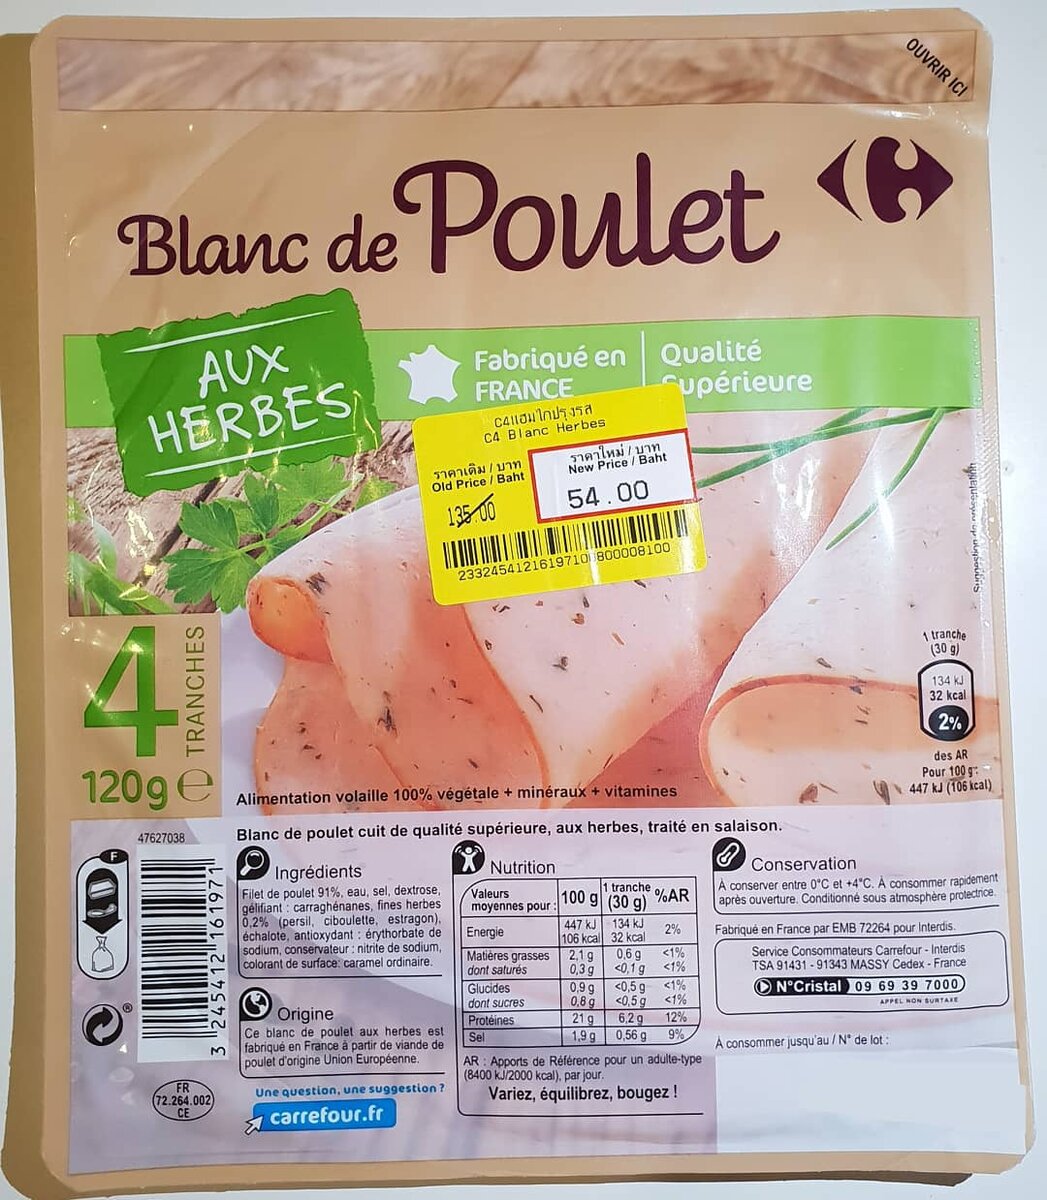 OUVRIR ICI
Blanc de Poulet
AUX
HERBES
Fabriqué en
FRANCE
Qualité
Supérieure
C4แฮมไก่ปรุงรส
C4 Blanc Herbes
ราคาเดิม / บาท
Old Price / Baht
135.00
ราคาใหม่ / บาท
New Price / Baht
54.00
2332454121619710 800008100
Suggestion de présentation
4
TRANCHES
120g e
1 tranche
(30 g)
134 kJ
32 kcal
2%
des AR
Pour 100 g:
447 kJ (106 kcal)
Alimentation volaille 100% végétale + minéraux + vitamines
Blanc de poulet cuit de qualité supérieure, aux herbes, traité en salaison.
47627038
F
3 245412 161971
Ingrédients
Filet de poulet 91%, eau, sel, dextrose,
gélifiant : carraghénanes, fines herbes
0,2% (persil, ciboulette, estragon),
échalote, antioxydant : érythorbate de
sodium, conservateur : nitrite de sodium,
colorant de surface: caramel ordinaire.
Origine
Ce blanc de poulet aux herbes est
fabriqué en France à partir de viande de
poulet d'origine Union Européenne.
Une question, une suggestion ?
carrefour.fr
®
FR
72.264.002
CE
Nutrition
Valeurs
moyennes pour : 100 g 1 tranche (30 g) %AR
Energie 447 kJ 134 kJ 2%
106 kcal 32 kcal
Matières grasses 2,1 g 0,6 g <1%
dont saturés 0,3 g <0,1 g <1%
Glucides 0,9 g <0,5 g <1%
dont sucres 0,8 g <0,5 g <1%
Protéines 21 g 6,2 g 12%
Sel 1,9 g 0,56 g 9%
AR : Apports de Référence pour un adulte-type
(8400 kJ/2000 kcal), par jour.
Variez, équilibrez, bougez !
Conservation
À conserver entre 0°C et +4°C. À consommer rapidement
après ouverture. Conditionné sous atmosphère protectrice.
Fabriqué en France par EMB 72264 pour Interdis.
Service Consommateurs Carrefour - Interdis
TSA 91431 - 91343 MASSY Cedex - France
N°Cristal 09 69 39 7000
APPEL NON SURTAXE
À consommer jusqu'au / N° de lot :